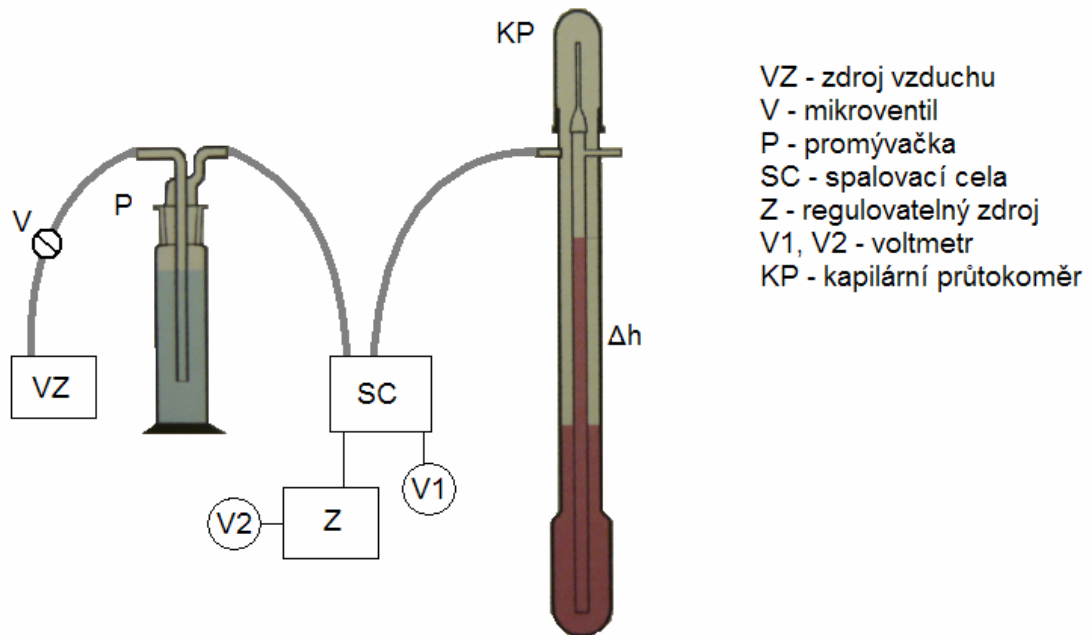 KP
VZ - zdroj vzduchu
V - mikroventil
P - promývačka
SC - spalovací cela
Z - regulovatelný zdroj
V1, V2 - voltmetr
KP - kapilární průtokoměr
P
V
Δh
VZ
SC
V1
V2
Z